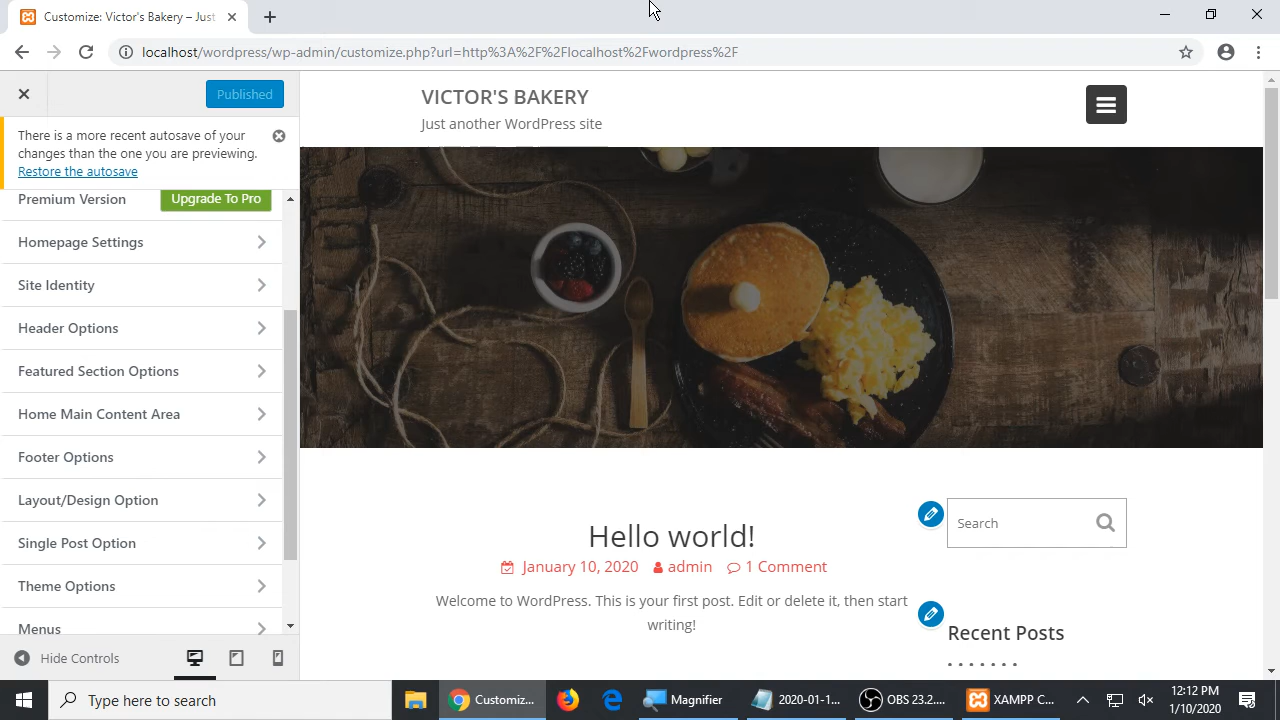 Customize: Victor's Bakery – Just
localhost/wordpress/wp-admin/customize.php?url=http%3A%2F%2Flocalhost%2Fwordpress%2F
Published
There is a more recent autosave of your
changes than the one you are previewing.
Restore the autosave
Premium Version
Upgrade To Pro
Homepage Settings
Site Identity
Header Options
Featured Section Options
Home Main Content Area
Footer Options
Layout/Design Option
Single Post Option
Theme Options
Menus
Hide Controls
VICTOR'S BAKERY
Just another WordPress site
Hello world!
January 10, 2020 admin 1 Comment
Welcome to WordPress. This is your first post. Edit or delete it, then start
writing!
Search
Recent Posts
Type here to search
Customiz...
Magnifier
2020-01-1...
OBS 23.2....
XAMPP C...
12:12 PM
1/10/2020